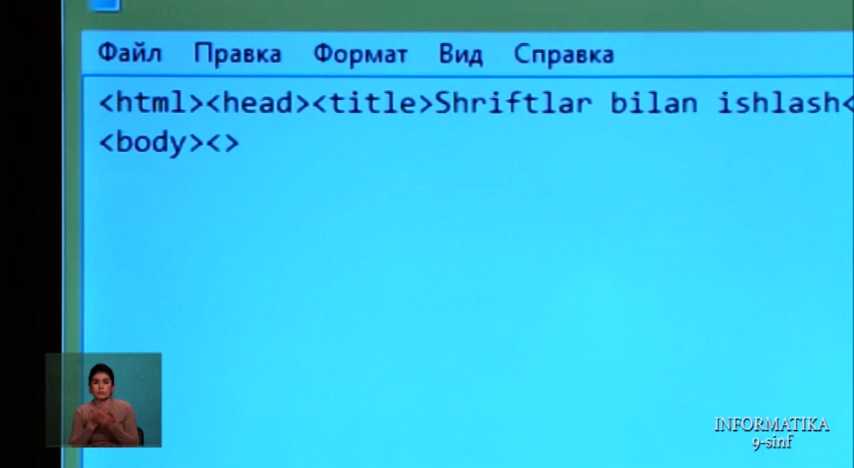 Файл Правка Формат Вид Справка
<html><head><title>Shriftlar bilan ishlash<
<body><>
INFORMATIKA
9-sinf